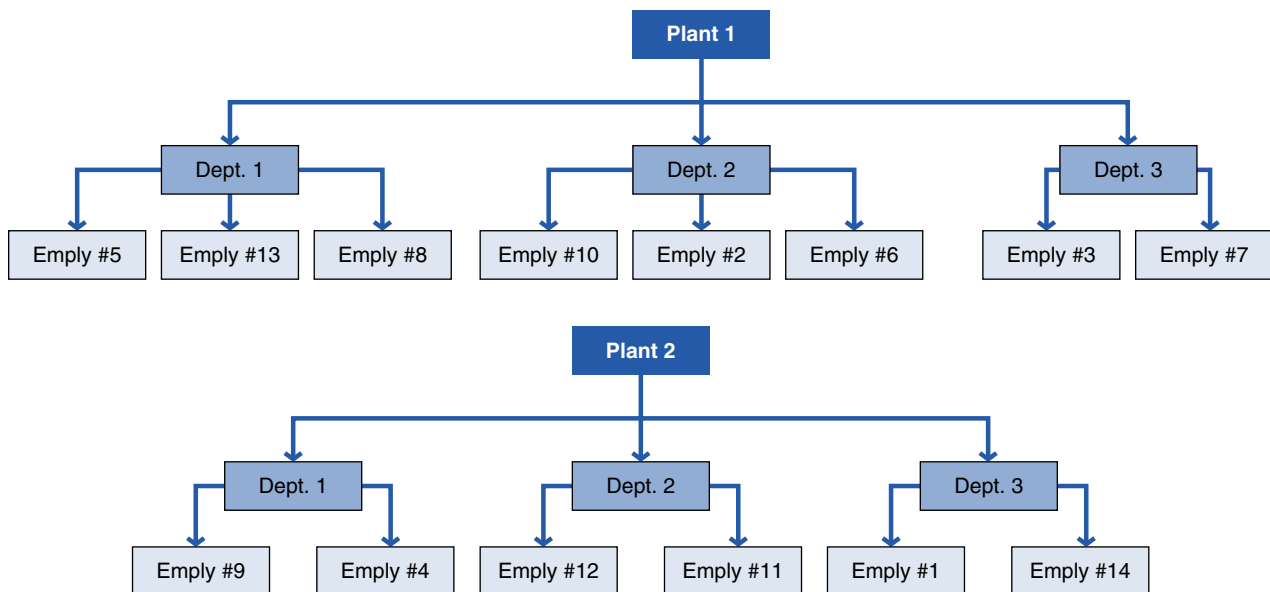 Plant 1
Dept. 1
Dept. 2
Dept. 3
Emply #5
Emply #13
Emply #8
Emply #10
Emply #2
Emply #6
Emply #3
Emply #7
Plant 2
Dept. 1
Dept. 2
Dept. 3
Emply #9
Emply #4
Emply #12
Emply #11
Emply #1
Emply #14